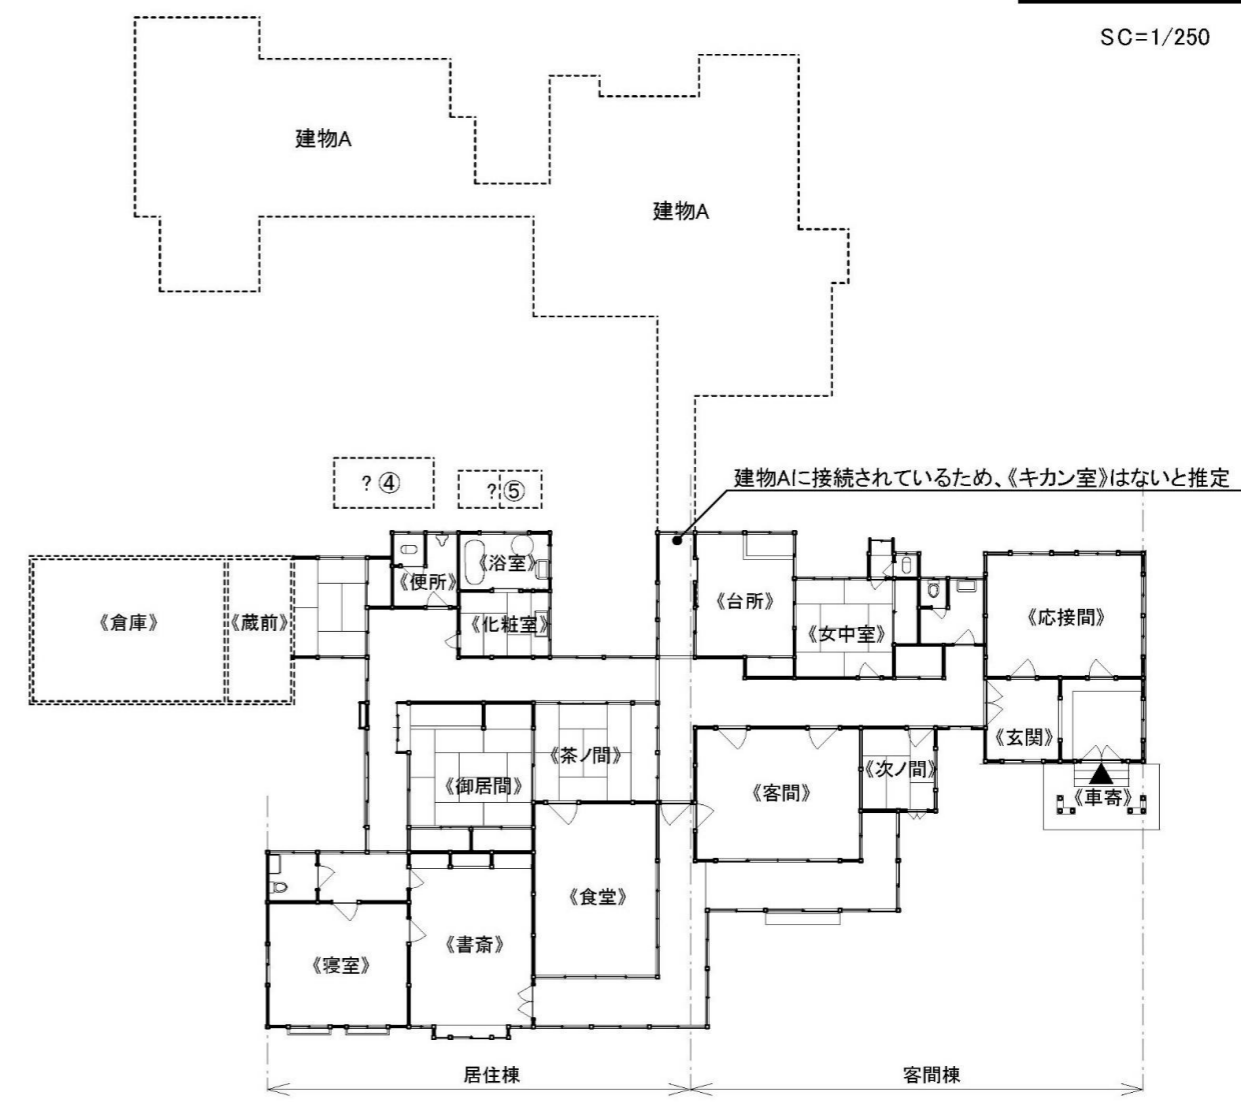 SC=1/250
建物A
建物A
?④
?⑤
建物Aに接続されているため、《キカン室》はないと推定
《倉庫》
《蔵前》
《便所》
《浴室》
《化粧室》
《台所》
《女中室》
《応接間》
《玄関》
《車寄》
《御居間》
《茶ノ間》
《客間》
《次ノ間》
《食堂》
《書斎》
《寝室》
居住棟
客間棟